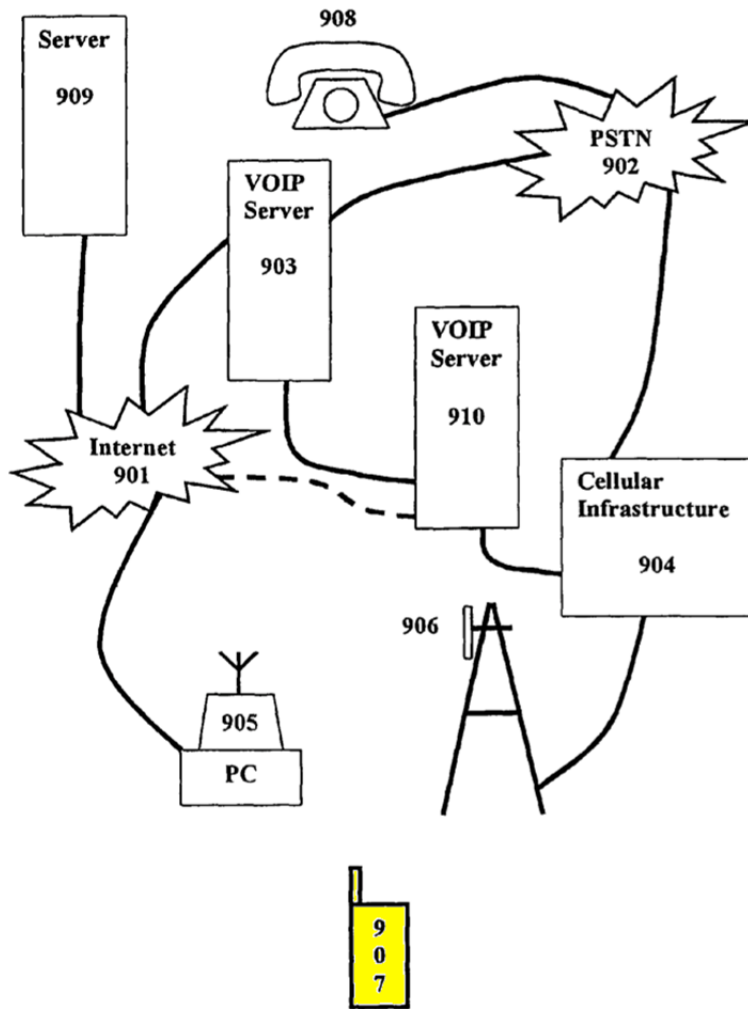 908
Server
909
PSTN
902
VOIP
Server
903
VOIP
Server
910
Internet
901
Cellular
Infrastructure
904
906
905
PC
9
0
7